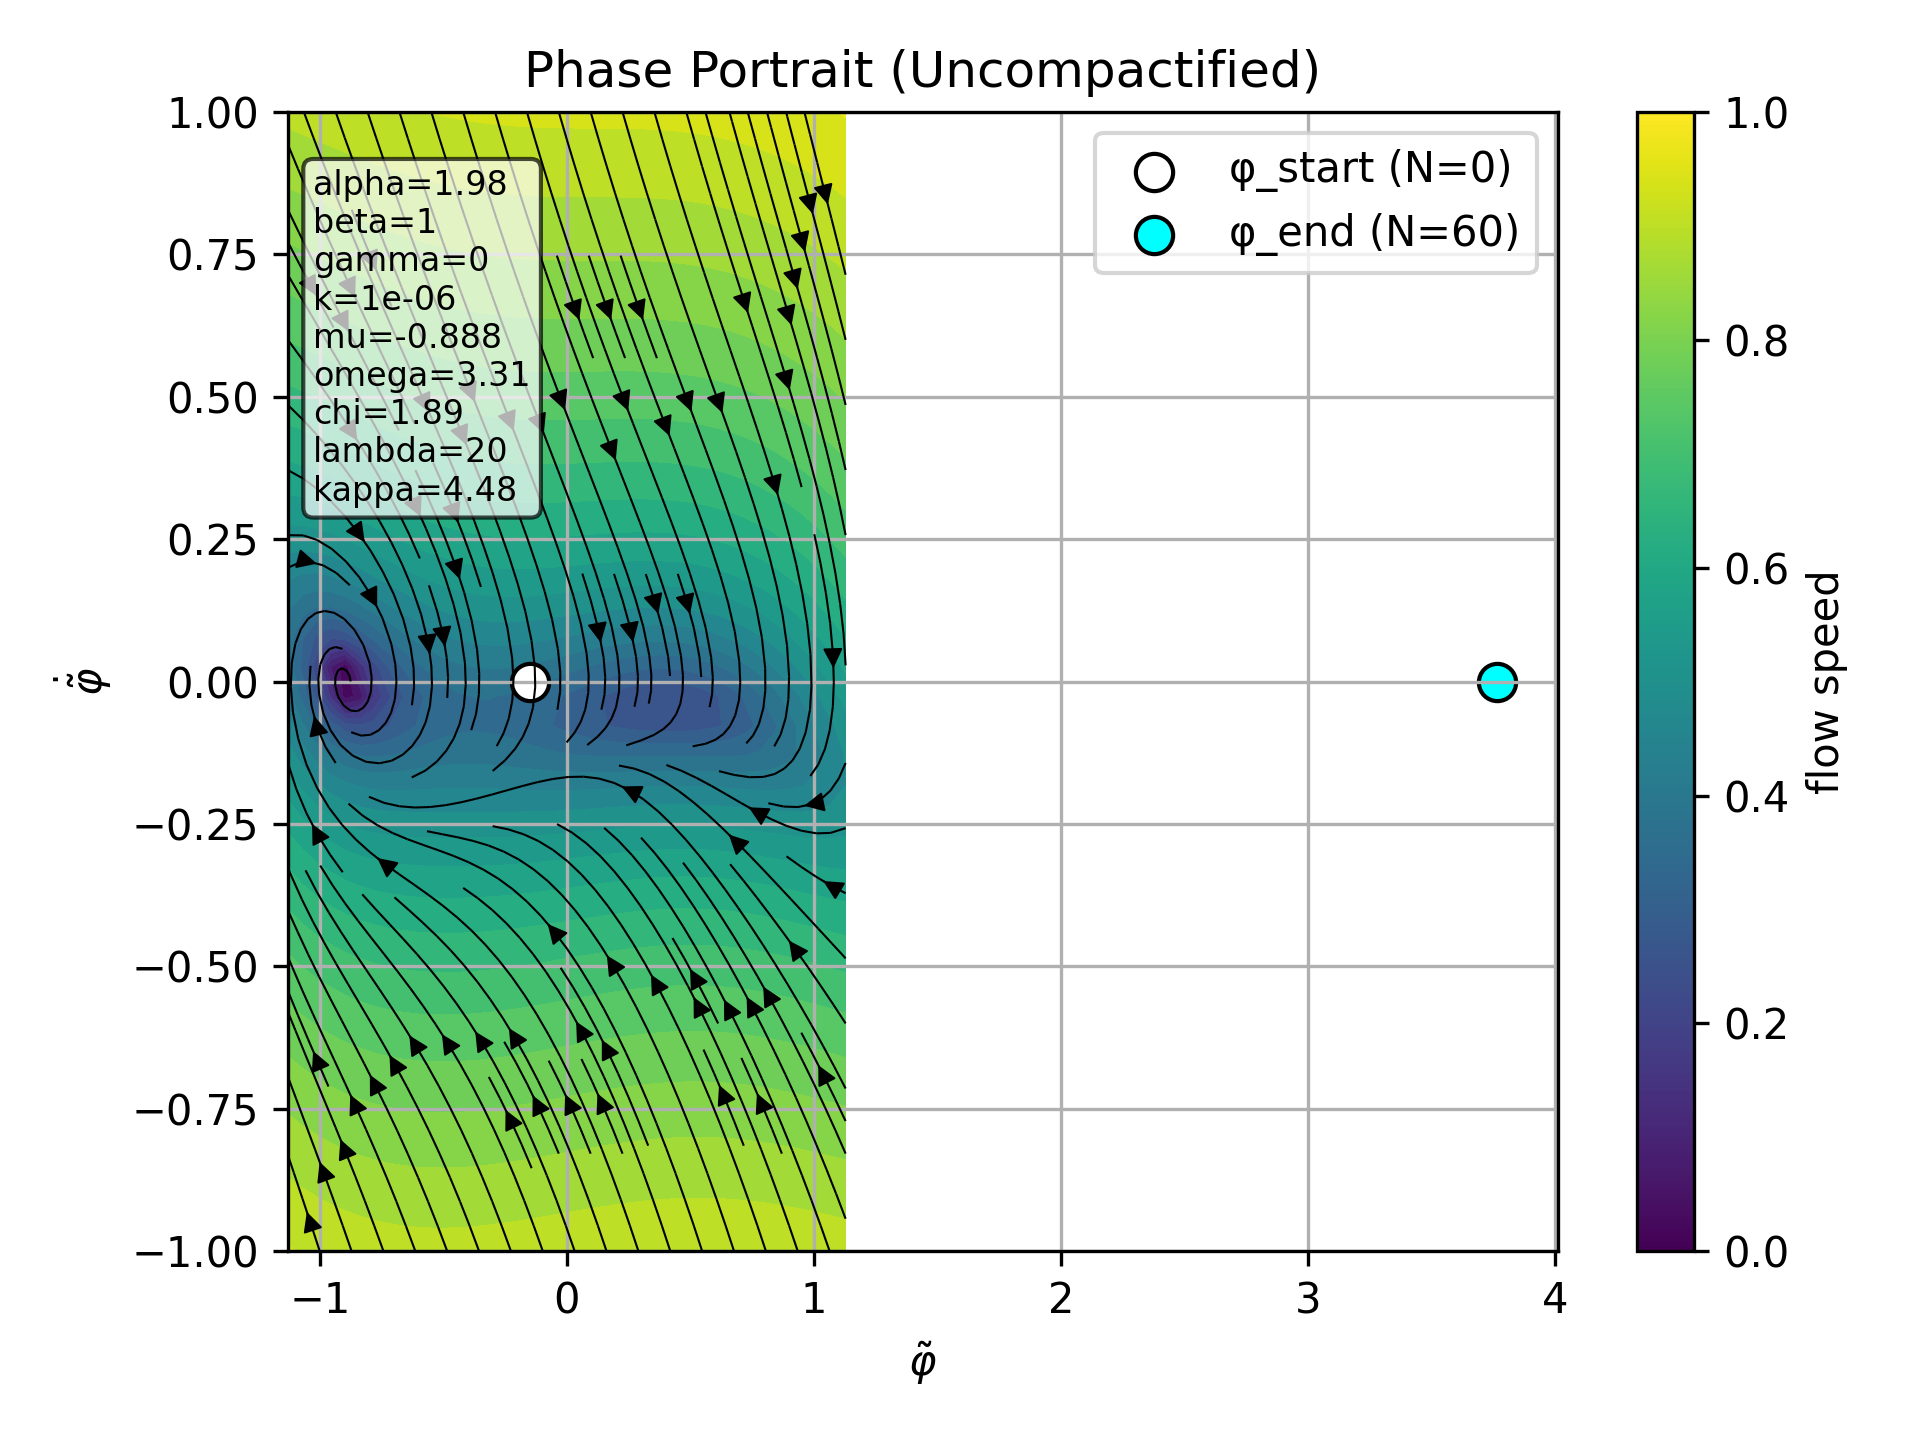 Phase Portrait (Uncompactified)
1.00
0.75
0.50
0.25
0.00
−0.25
−0.50
−0.75
−1.00
φ̃̇
alpha=1.98
beta=1
gamma=0
k=1e-06
mu=-0.888
omega=3.31
chi=1.89
lambda=20
kappa=4.48
φ_start (N=0)
φ_end (N=60)
−1 0 1 2 3 4
φ̃
1.0
0.8
0.6
0.4
0.2
0.0
flow speed